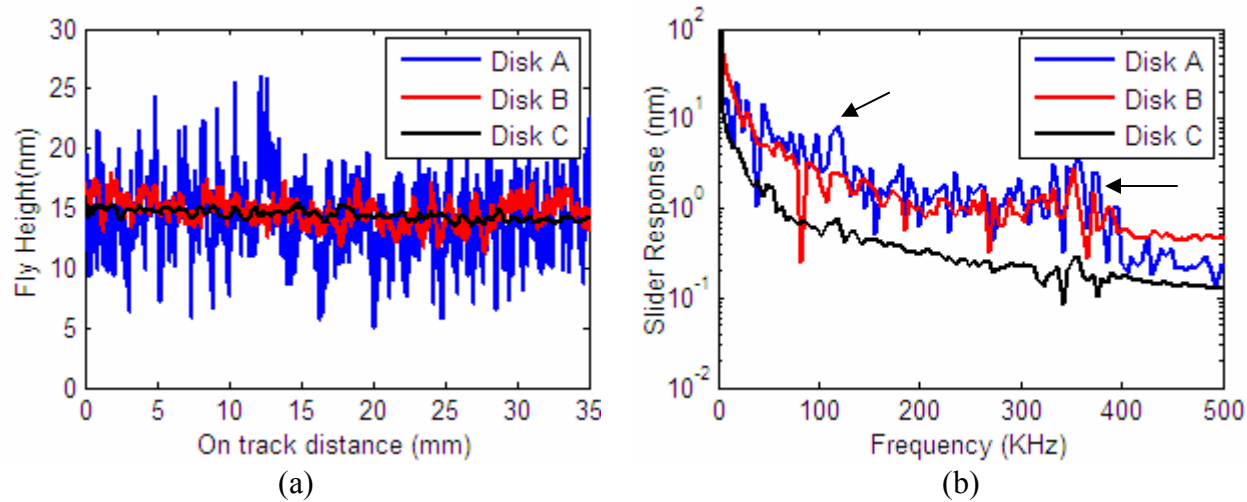 30
25
20
15
10
5
0
Fly Height(nm)
0 5 10 15 20 25 30 35
On track distance (mm)
Disk A
Disk B
Disk C
(a)
10^2
10^1
10^0
10^-1
10^-2
Slider Response (nm)
0 100 200 300 400 500
Frequency (KHz)
Disk A
Disk B
Disk C
(b)